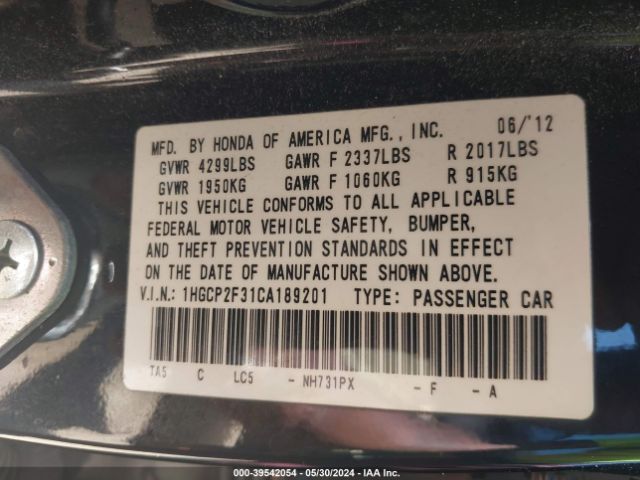 MFD. BY HONDA OF AMERICA MFG., INC. 06/'12
GVWR 4299LBS GAWR F 2337LBS R 2017LBS
GVWR 1950KG GAWR F 1060KG R 915KG
THIS VEHICLE CONFORMS TO ALL APPLICABLE
FEDERAL MOTOR VEHICLE SAFETY, BUMPER,
AND THEFT PREVENTION STANDARDS IN EFFECT
ON THE DATE OF MANUFACTURE SHOWN ABOVE.
V.I.N.: 1HGCP2F31CA189201 TYPE: PASSENGER CAR
TA5 C LC5 - NH731PX - F - A
000-39542054 - 05/30/2024 - IAA Inc.